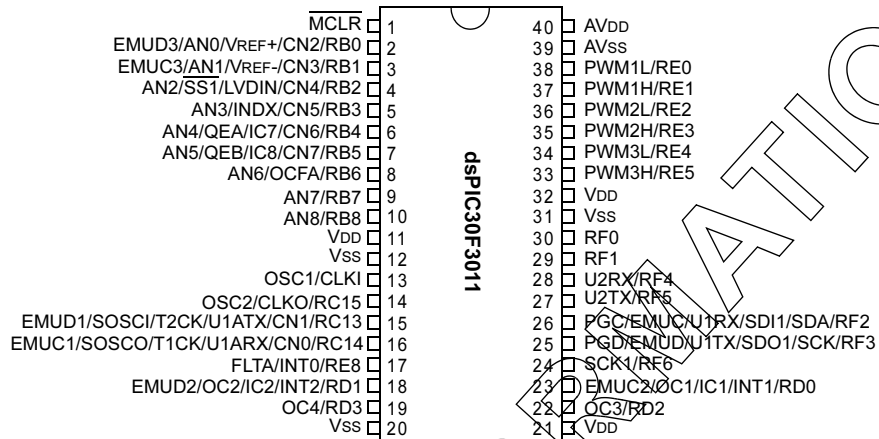 MCLR 1 40 AVDD
EMUD3/AN0/VREF+/CN2/RB0 2 39 AVSS
EMUC3/AN1/VREF-/CN3/RB1 3 38 PWM1L/RE0
AN2/SS1/LVDIN/CN4/RB2 4 37 PWM1H/RE1
AN3/INDX/CN5/RB3 5 36 PWM2L/RE2
AN4/QEA/IC7/CN6/RB4 6 35 PWM2H/RE3
AN5/QEB/IC8/CN7/RB5 7 34 PWM3L/RE4
AN6/OCFA/RB6 8 33 PWM3H/RE5
AN7/RB7 9 32 VDD
AN8/RB8 10 31 VSS
VDD 11 30 RF0
VSS 12 29 RF1
OSC1/CLKI 13 28 U2RX/RF4
OSC2/CLKO/RC15 14 27 U2TX/RF5
EMUD1/SOSCI/T2CK/U1ATX/CN1/RC13 15 26 PGC/EMUC/U1RX/SDI1/SDA/RF2
EMUC1/SOSCO/T1CK/U1ARX/CN0/RC14 16 25 PGD/EMUD/U1TX/SDO1/SCK/RF3
FLTA/INT0/RE8 17 24 SCK1/RF6
EMUD2/OC2/IC2/INT2/RD1 18 23 EMUC2/OC1/IC1/INT1/RD0
OC4/RD3 19 22 OC3/RD2
VSS 20 21 VDD
dsPIC30F3011